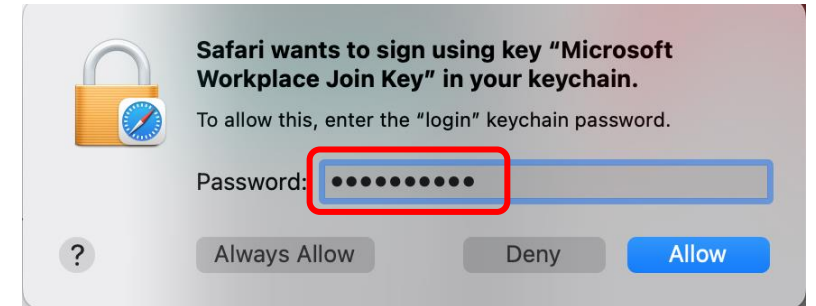 Safari wants to sign using key “Microsoft
Workplace Join Key” in your keychain.
To allow this, enter the “login” keychain password.
Password: ●●●●●●●●●●
? Always Allow Deny Allow